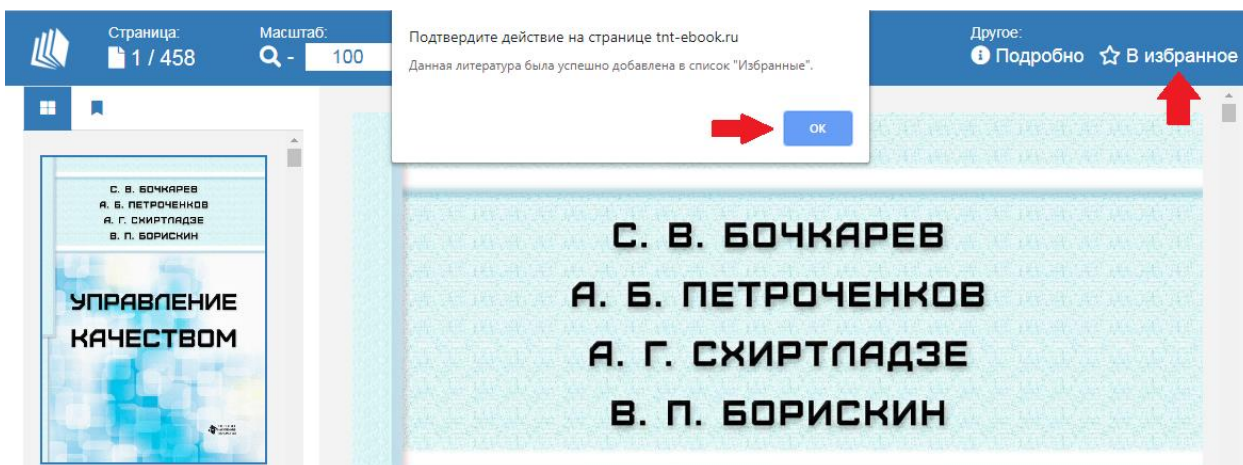 Страница:
1 / 458
Масштаб:
-
100
Подтвердите действие на странице tnt-ebook.ru
Данная литература была успешно добавлена в список "Избранные".
ОК
Другое:
Подробно
В избранное
С. В. БОЧКАРЕВ
А. Б. ПЕТРОЧЕНКОВ
А. Г. СХИРТЛАДЗЕ
В. П. БОРИСКИН
УПРАВЛЕНИЕ
КАЧЕСТВОМ
С. В. БОЧКАРЕВ
А. Б. ПЕТРОЧЕНКОВ
А. Г. СХИРТЛАДЗЕ
В. П. БОРИСКИН